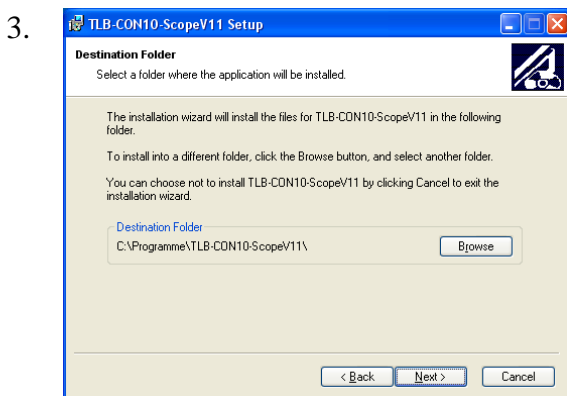 3.
TLB-CON10-ScopeV11 Setup
Destination Folder
Select a folder where the application will be installed.
The installation wizard will install the files for TLB-CON10-ScopeV11 in the following
folder.
To install into a different folder, click the Browse button, and select another folder.
You can choose not to install TLB-CON10-ScopeV11 by clicking Cancel to exit the
installation wizard.
Destination Folder
C:\Programme\TLB-CON10-ScopeV11\
Browse
< Back
Next >
Cancel